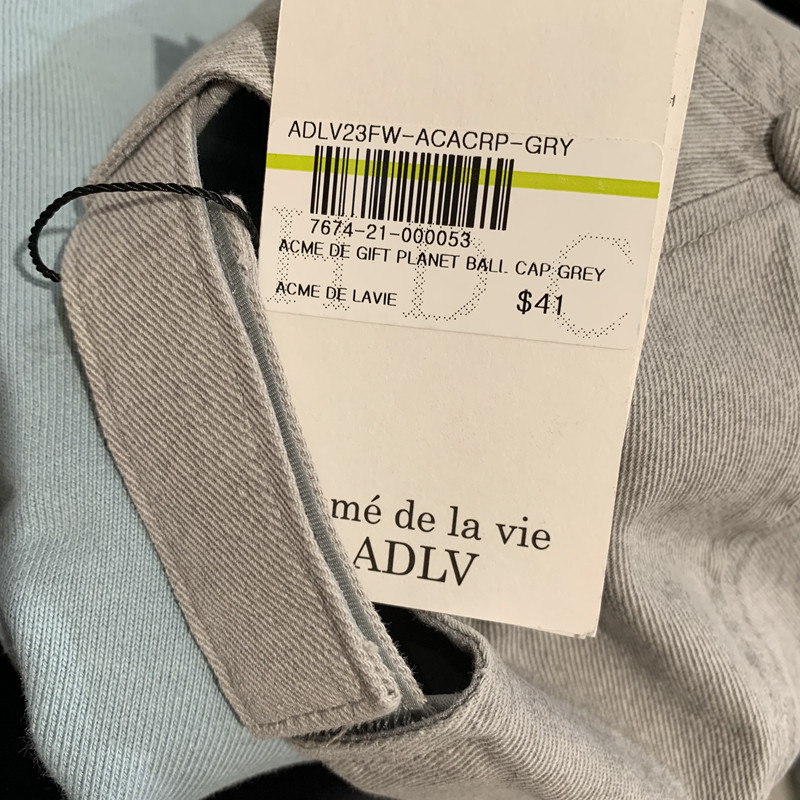 ADLV23FW-ACACRP-GRY
7674-21-000053
ACME DE GIFT PLANET BALL CAP GREY
ACME DE LAVIE $41
HDC
mé de la vie
ADLV